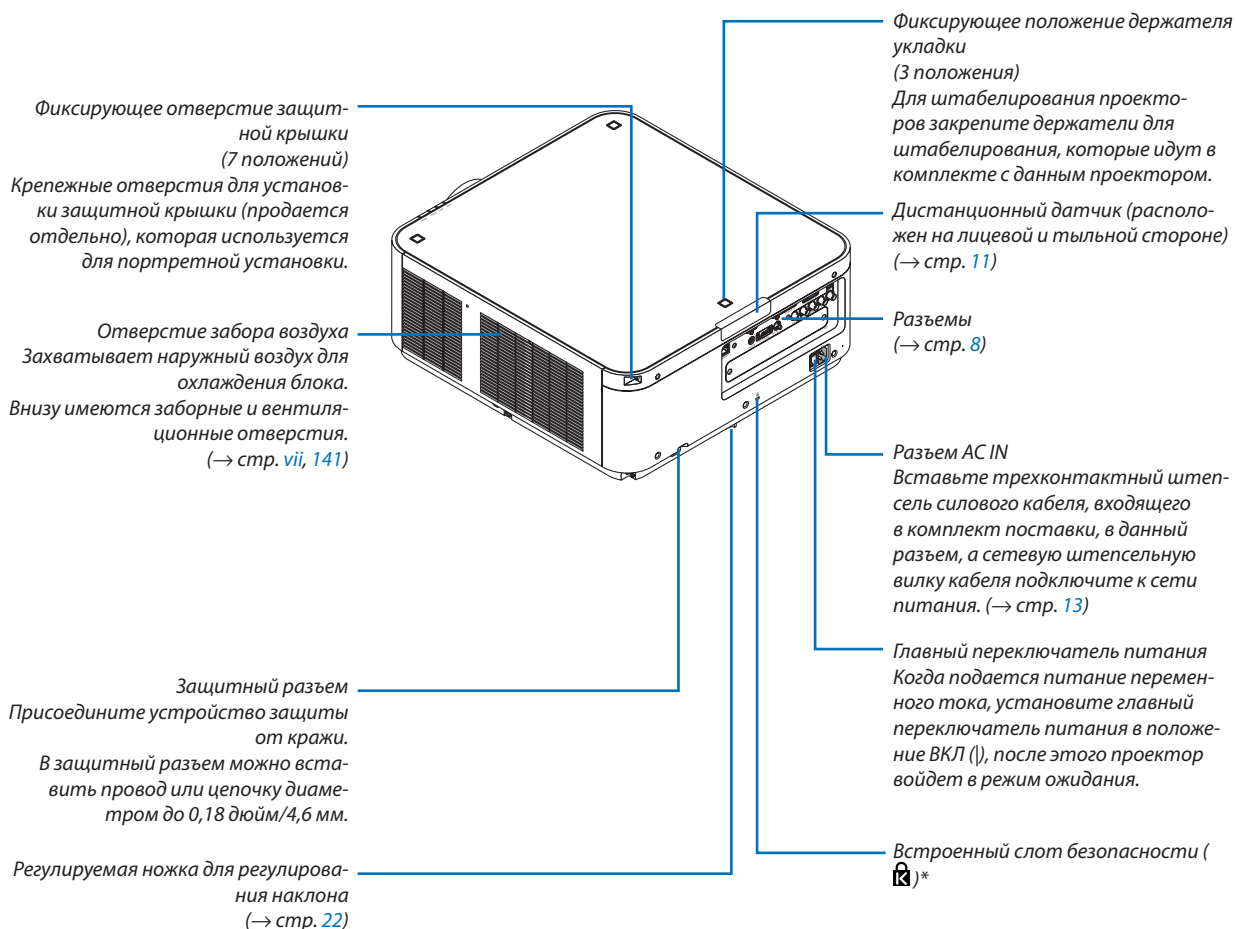 Фиксирующее отверстие защит-
ной крышки
(7 положений)
Крепежные отверстия для установ-
ки защитной крышки (продается
отдельно), которая используется
для портретной установки.
Отверстие забора воздуха
Захватывает наружный воздух для
охлаждения блока.
Внизу имеются заборные и вентиля-
ционные отверстия.
(→ стр. vii, 141)
Защитный разъем
Присоедините устройство защиты
от кражи.
В защитный разъем можно вста-
вить провод или цепочку диаме-
тром до 0,18 дюйм/4,6 мм.
Регулируемая ножка для регулирова-
ния наклона
(→ стр. 22)
Фиксирующее положение держателя
укладки
(3 положения)
Для штабелирования проекто-
ров закрепите держатели для
штабелирования, которые идут в
комплекте с данным проектором.
Дистанционный датчик (располо-
жен на лицевой и тыльной стороне)
(→ стр. 11)
Разъемы
(→ стр. 8)
Разъем AC IN
Вставьте трехконтактный штеп-
сель силового кабеля, входящего
в комплект поставки, в данный
разъем, а сетевую штепсельную
вилку кабеля подключите к сети
питания. (→ стр. 13)
Главный переключатель питания
Когда подается питание перемен-
ного тока, установите главный
переключатель питания в положе-
ние ВКЛ (|), после этого проектор
войдет в режим ожидания.
Встроенный слот безопасности (
K )*